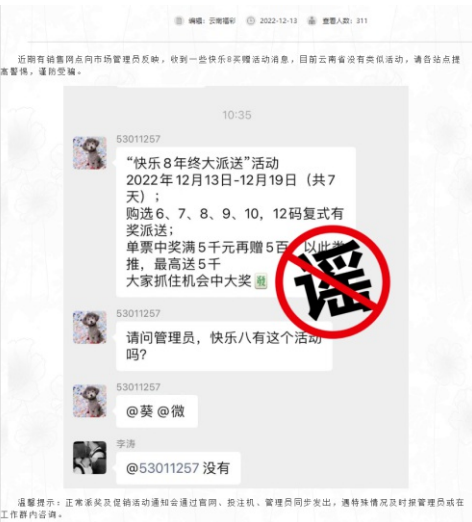 编辑：云南福彩 2022-12-13 查看人数：311
近期有销售网点向市场管理员反映，收到一些快乐8买赠活动消息，目前云南省没有类似活动，请各站点提
高警惕，谨防受骗。
10:35
53011257
“快乐8年终大派送”活动
2022年12月13日-12月19日（共7
天）；
购选6、7、8、9、10，12码复式有
奖派送；
单票中奖满5千元再赠5百，以此类
推，最高送5千
大家抓住机会中大奖
發
谣
53011257
请问管理员，快乐八有这个活动
吗？
53011257
@葵@微
李涛
@53011257 没有
温馨提示：正常派奖及促销活动通知会通过官网、投注机、管理员同步发出，遇特殊情况及时报管理员或在
工作群内咨询。